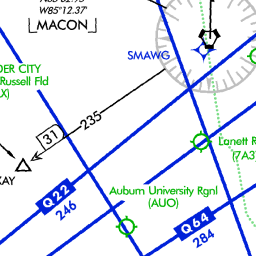 W85°12.37'
MACON
SMAWG
DER CITY
Russell Fld
X)
31
235
Lanett R
(7A3
KAY
Q22
246
Auburn University Rgnl
(AUO)
Q64
284